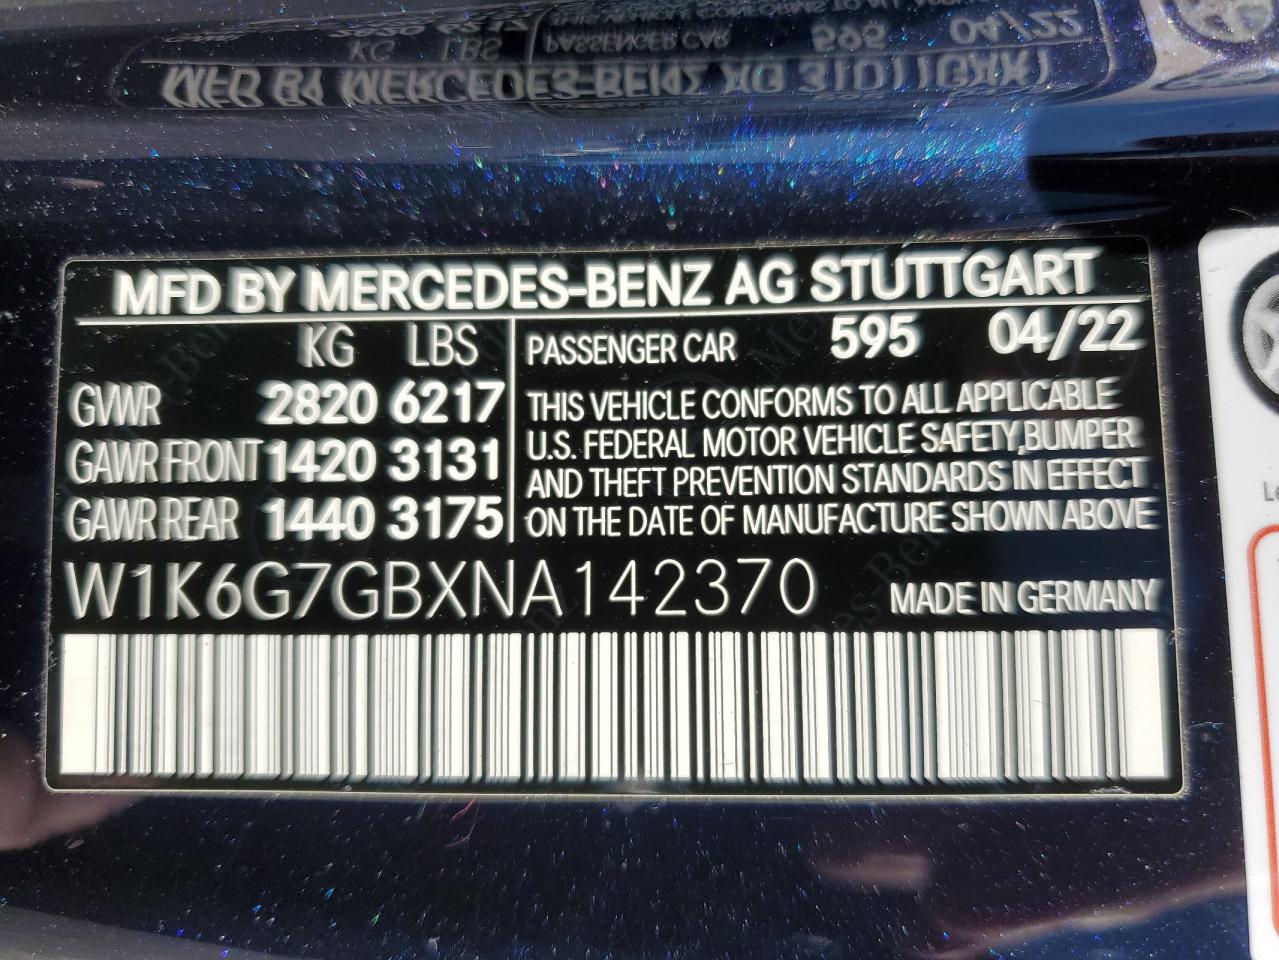 MFD BY MERCEDES-BENZ AG STUTTGART
KG LBS
PASSENGER CAR 595 04/22
GVWR 2820 6217
GAWR FRONT 1420 3131
GAWR REAR 1440 3175
THIS VEHICLE CONFORMS TO ALL APPLICABLE
U.S. FEDERAL MOTOR VEHICLE SAFETY, BUMPER
AND THEFT PREVENTION STANDARDS IN EFFECT
ON THE DATE OF MANUFACTURE SHOWN ABOVE
W1K6G7GBXNA142370 MADE IN GERMANY